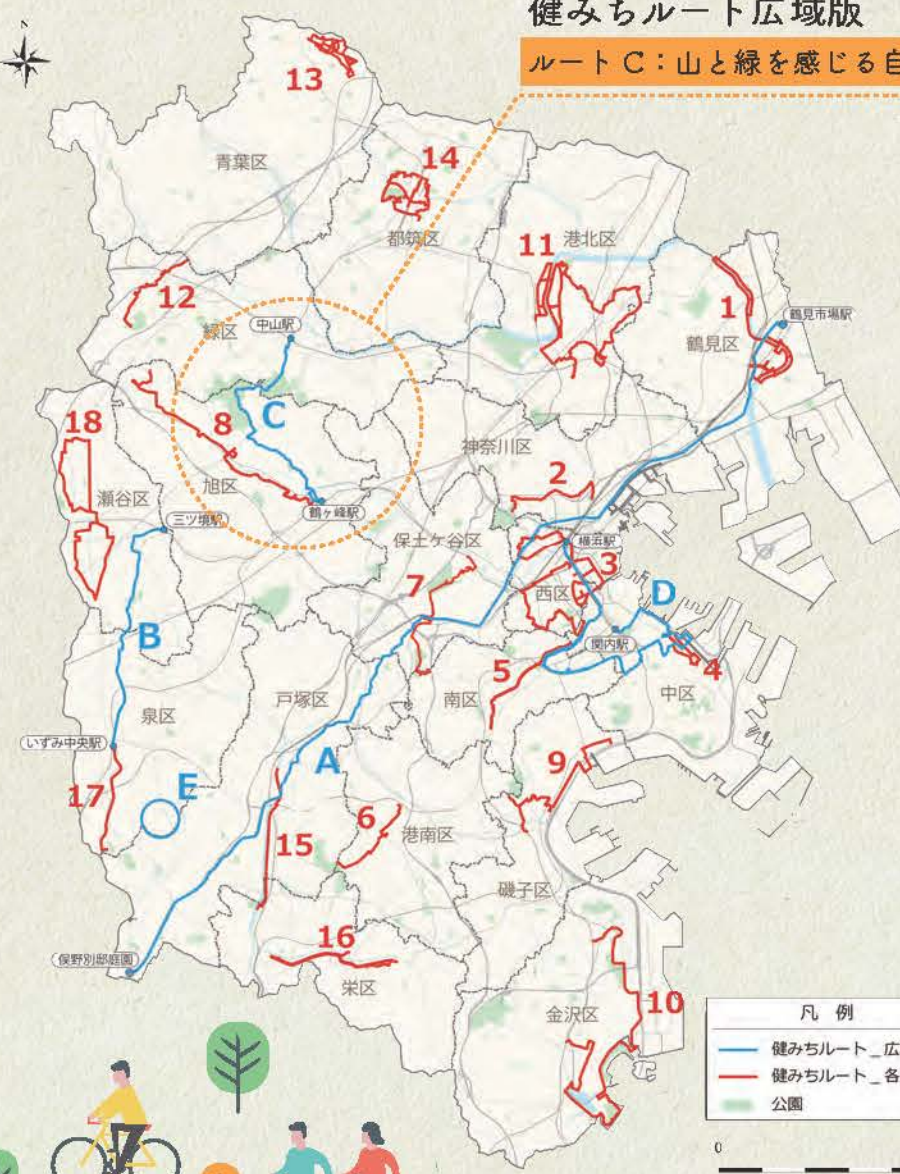 健みちルート広域版
ルートC：山と緑を感じる自
N
13
青葉区
14
都筑区
11
港北区
12
緑区
中山駅
1
鶴見市場駅
鶴見区
C
8
18
神奈川区
旭区
2
瀬谷区
鶴ヶ峰駅
三ツ境駅
保土ケ谷区
横浜駅
3
7
西区
D
B
関内駅
5
4
戸塚区
南区
中区
泉区
いずみ中央駅
A
9
E
17
6
港南区
15
磯子区
16
俣野別邸庭園
栄区
金沢区
10
凡 例
健みちルート_広
健みちルート_各
公園
0